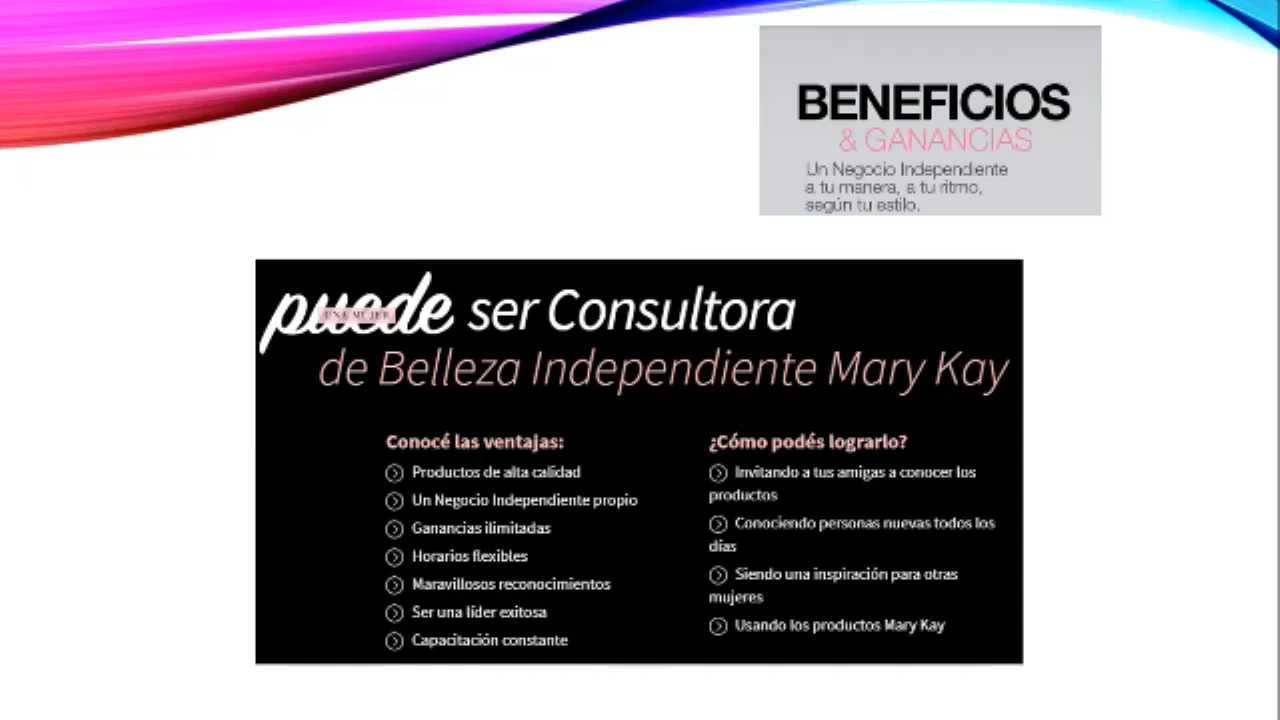 BENEFICIOS
& GANANCIAS
Un Negocio Independiente
a tu manera, a tu ritmo,
según tu estilo.
puede ser Consultora
UNA MUJER
de Belleza Independiente Mary Kay
Conocé las ventajas:
Productos de alta calidad
Un Negocio Independiente propio
Ganancias ilimitadas
Horarios flexibles
Maravillosos reconocimientos
Ser una líder exitosa
Capacitación constante
¿Cómo podés lograrlo?
Invitando a tus amigas a conocer los
productos
Conociendo personas nuevas todos los
días
Siendo una inspiración para otras
mujeres
Usando los productos Mary Kay